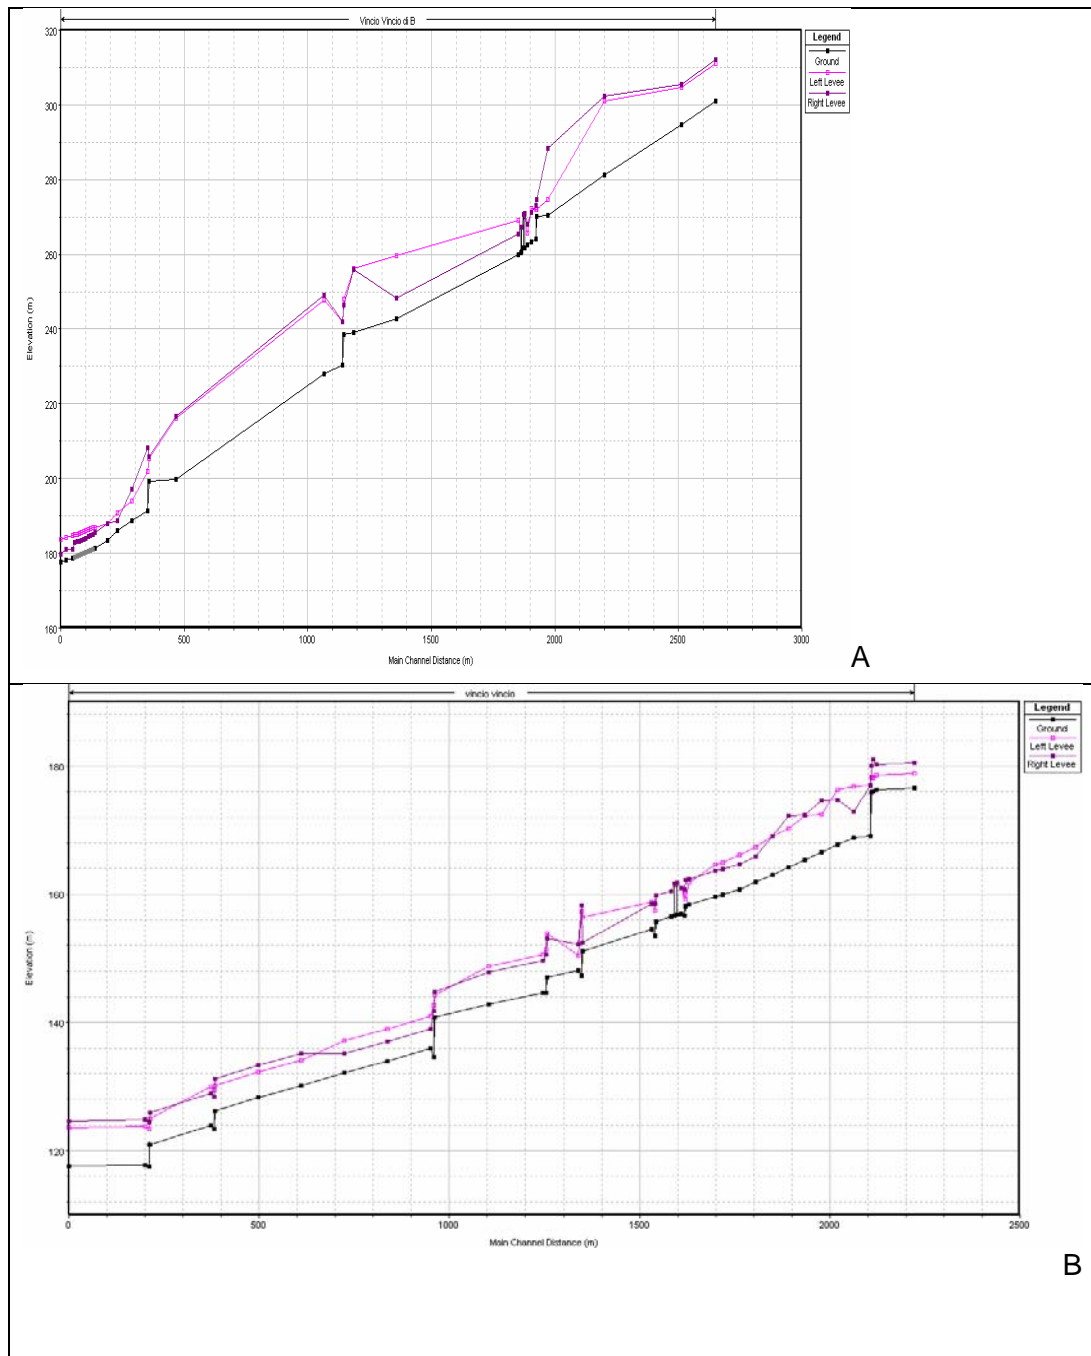 Vincio Vincio di B
Legend
Ground
Left Levee
Right Levee
320
300
280
260
240
220
200
180
160
Elevation (m)
0 500 1000 1500 2000 2500 3000
Main Channel Distance (m)
A
vincio vincio
Legend
Ground
Left Levee
Right Levee
180
160
140
120
Elevation (m)
0 500 1000 1500 2000 2500
Main Channel Distance (m)
B